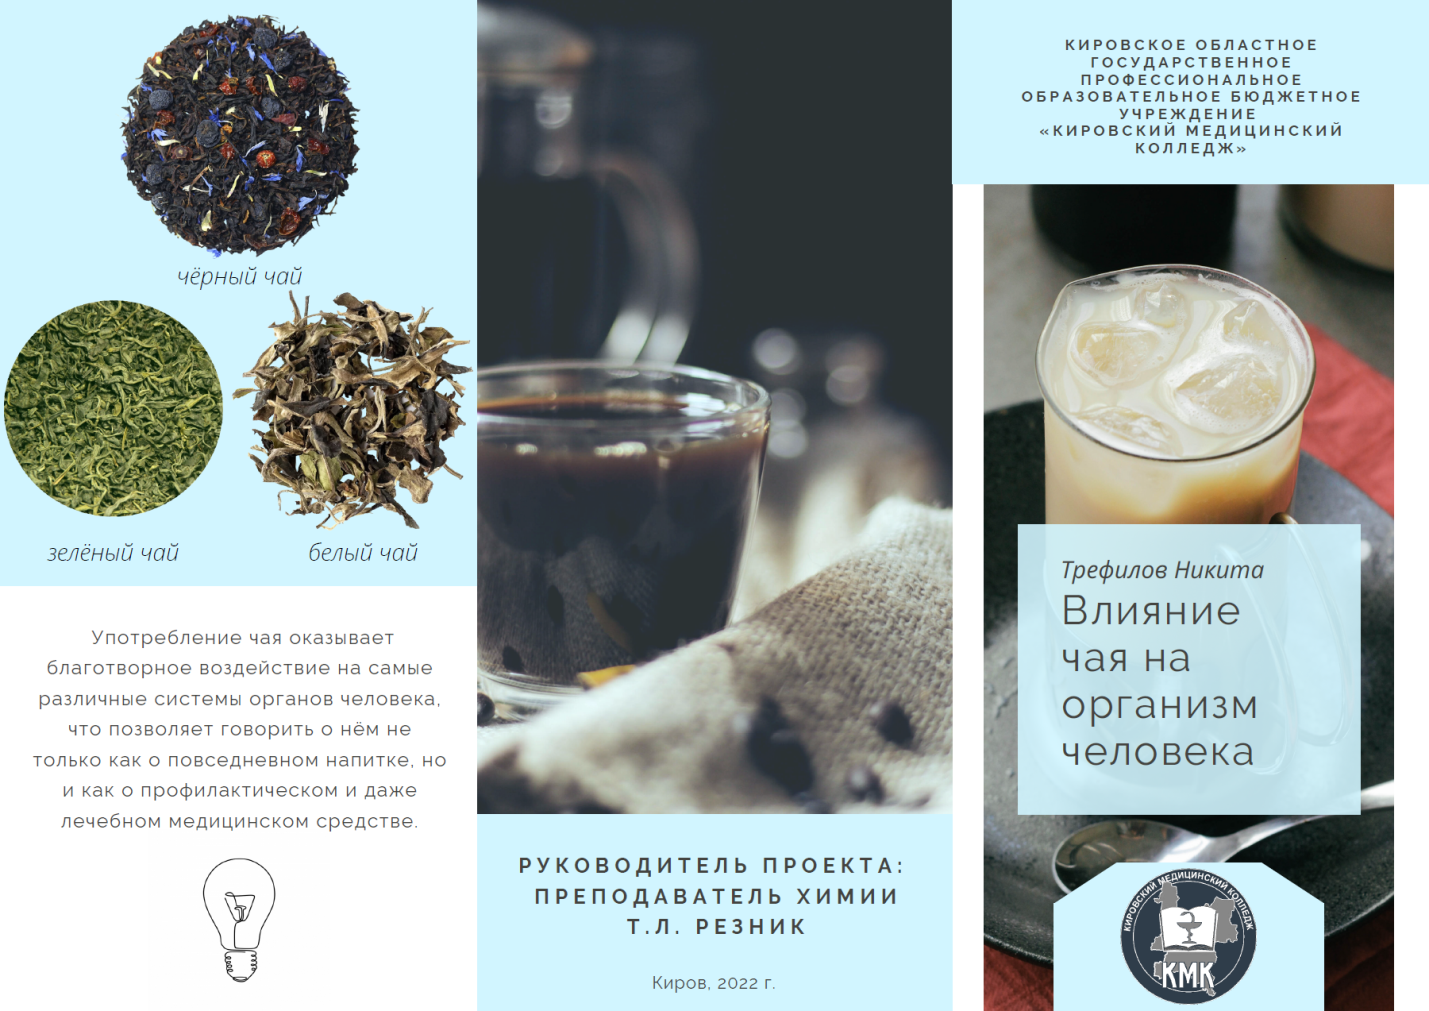 чёрный чай
зелёный чай
белый чай
Употребление чая оказывает
благотворное воздействие на самые
различные системы органов человека,
что позволяет говорить о нём не
только как о повседневном напитке, но
и как о профилактическом и даже
лечебном медицинском средстве.
РУКОВОДИТЕЛЬ ПРОЕКТА:
ПРЕПОДАВАТЕЛЬ ХИМИИ
Т.Л. РЕЗНИК
Киров, 2022 г.
КИРОВСКОЕ ОБЛАСТНОЕ
ГОСУДАРСТВЕННОЕ
ПРОФЕССИОНАЛЬНОЕ
ОБРАЗОВАТЕЛЬНОЕ БЮДЖЕТНОЕ
УЧРЕЖДЕНИЕ
«КИРОВСКИЙ МЕДИЦИНСКИЙ
КОЛЛЕДЖ»
Трефилов Никита
Влияние
чая на
организм
человека
КИРОВСКИЙ МЕДИЦИНСКИЙ КОЛЛЕДЖ
КМК